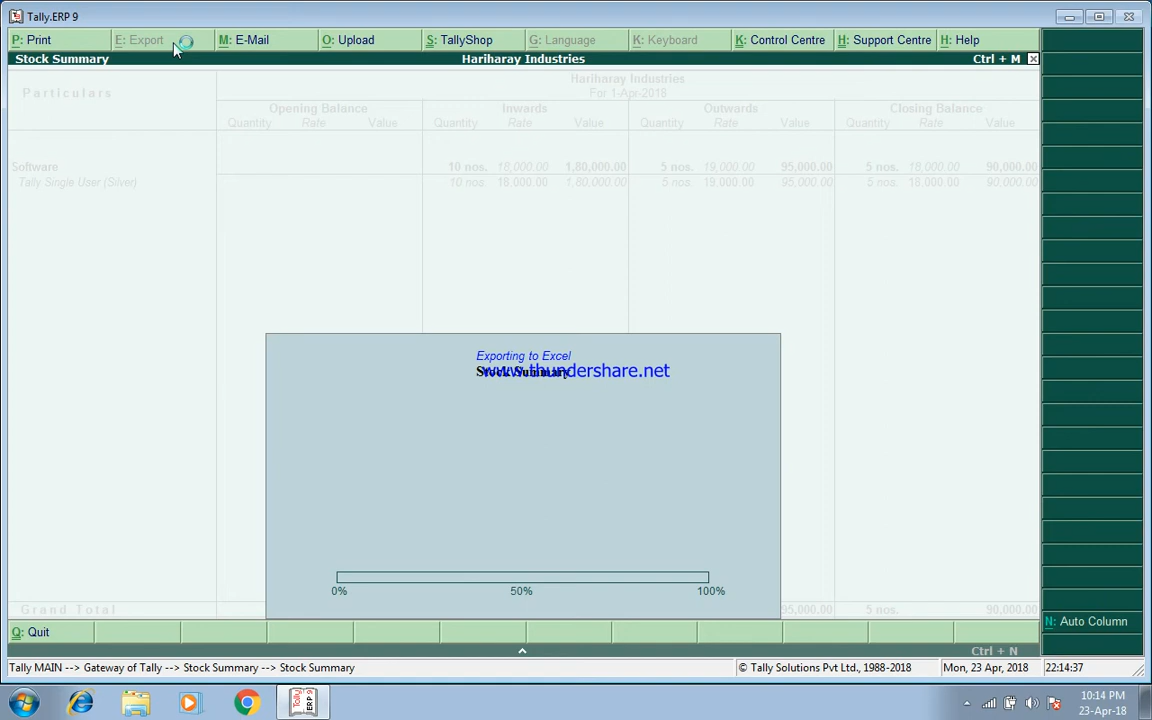 Tally.ERP 9
P: Print E: Export M: E-Mail O: Upload S: TallyShop G: Language K: Keyboard K: Control Centre H: Support Centre H: Help
Stock Summary Hariharay Industries Ctrl + M
Hariharay Industries
For 1-Apr-2018
Particulars
Opening Balance Inwards Outwards Closing Balance
Quantity Rate Value Quantity Rate Value Quantity Rate Value Quantity Rate Value
Software 10 nos. 18,000.00 1,80,000.00 5 nos. 19,000.00 95,000.00 5 nos. 18,000.00 90,000.00
Tally Single User (Silver) 10 nos. 18,000.00 1,80,000.00 5 nos. 19,000.00 95,000.00 5 nos. 18,000.00 90,000.00
Exporting to Excel
Stock Summary
www.thundershare.net
0% 50% 100%
Grand Total 95,000.00 5 nos. 90,000.00
N: Auto Column
Q: Quit
Ctrl + N
Tally MAIN --> Gateway of Tally --> Stock Summary --> Stock Summary © Tally Solutions Pvt Ltd., 1988-2018 Mon, 23 Apr, 2018 22:14:37
Tally ERP 9
10:14 PM
23-Apr-18